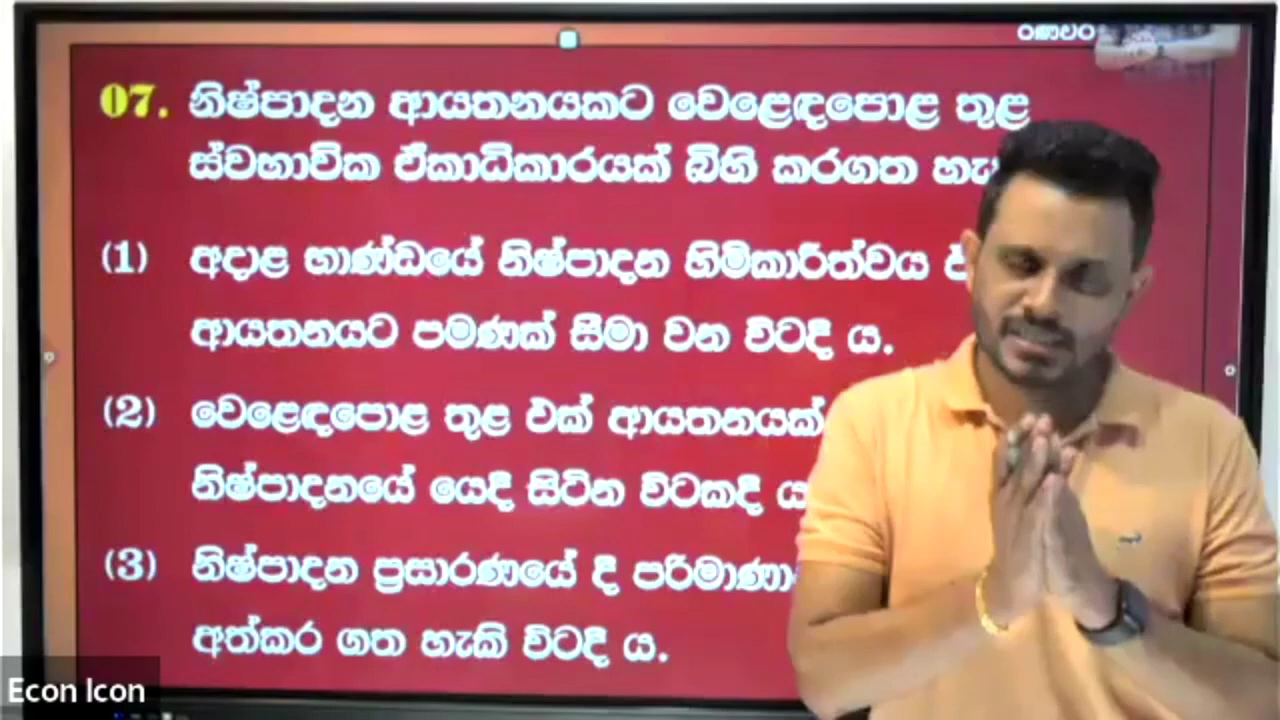 රණවර
07. නිෂ්පාදන ආයතනයකට වෙළෙඳපොළ තුළ
ස්වභාවික ඒකාධිකාරයක් බිහි කරගත
(1) අදාළ භාණ්ඩයේ නිෂ්පාදන හිමිකාරීත්වය
ආයතනයට පමණක් සීමා වන විටදී ය.
(2) වෙළෙඳපොළ තුළ එක් ආයතනයක්
නිෂ්පාදනයේ යෙදී සිටින විටකදී
(3) නිෂ්පාදන ප්‍රසාරණයේ දී
අත්කර ගත හැකි විටදී ය.
Econ Icon